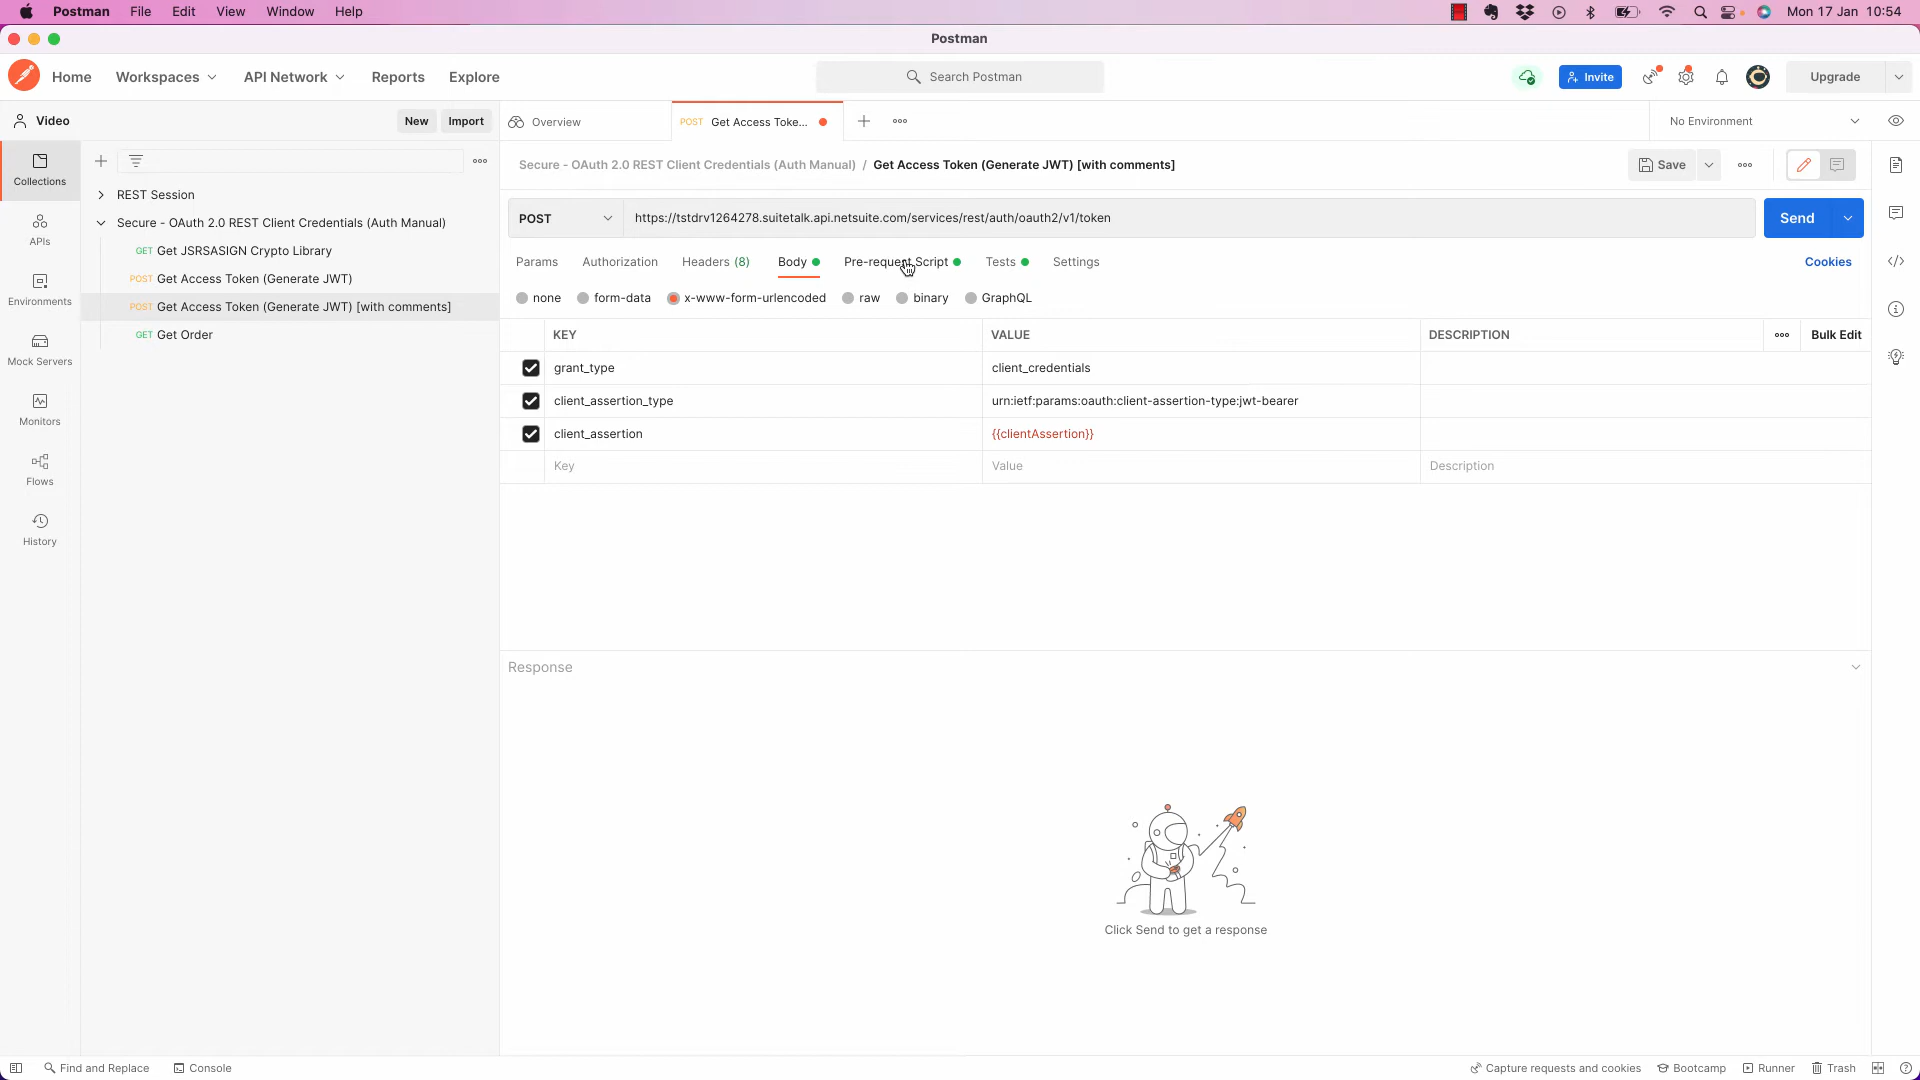 Postman File Edit View Window Help Mon 17 Jan 10:54
Postman
Home Workspaces API Network Reports Explore Search Postman Invite Upgrade
Video New Import Overview POST Get Access Toke... No Environment
Collections
REST Session
Secure - OAuth 2.0 REST Client Credentials (Auth Manual)
GET Get JSRSASIGN Crypto Library
POST Get Access Token (Generate JWT)
POST Get Access Token (Generate JWT) [with comments]
GET Get Order
APIs
Environments
Mock Servers
Monitors
Flows
History
Secure - OAuth 2.0 REST Client Credentials (Auth Manual) / Get Access Token (Generate JWT) [with comments] Save
POST https://tstdrv1264278.suitetalk.api.netsuite.com/services/rest/auth/oauth2/v1/token Send
Params Authorization Headers (8) Body Pre-request Script Tests Settings Cookies
none form-data x-www-form-urlencoded raw binary GraphQL
KEY VALUE DESCRIPTION Bulk Edit
grant_type client_credentials
client_assertion_type urn:ietf:params:oauth:client-assertion-type:jwt-bearer
client_assertion {{clientAssertion}}
Key Value Description
Response
Click Send to get a response
Find and Replace Console Capture requests and cookies Bootcamp Runner Trash